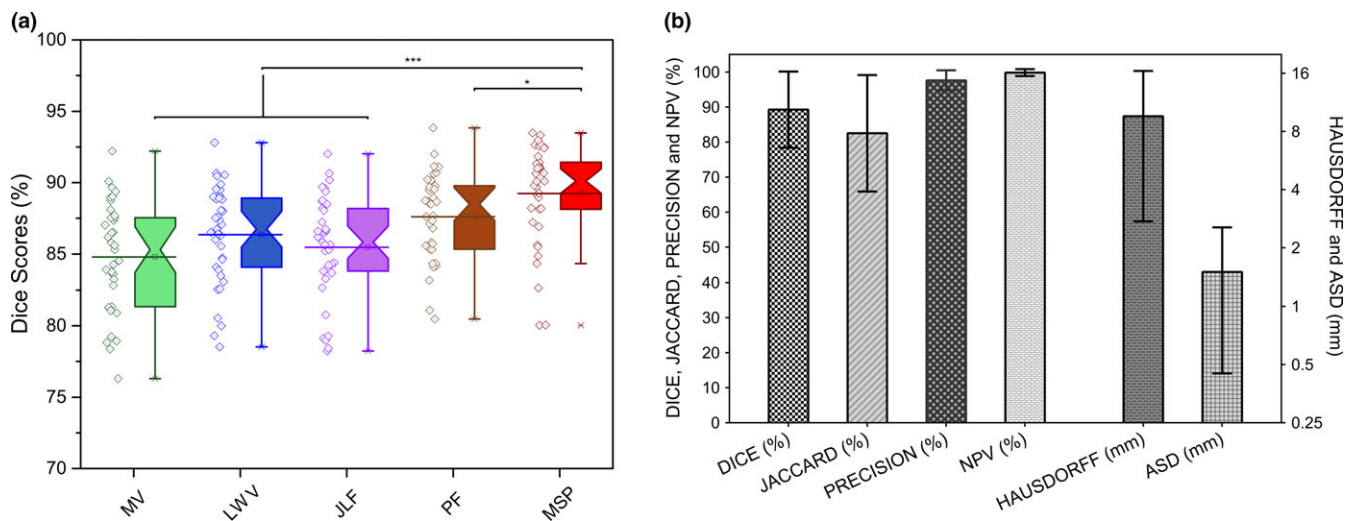 (a)
Dice Scores (%)
100
95
90
85
80
75
70
***
*
MV
LW V
JLF
PF
MSP
(b)
DICE, JACCARD, PRECISION and NPV (%)
100
90
80
70
60
50
40
30
20
10
0
16
8
4
2
1
0.5
0.25
HAUSDORFF and ASD (mm)
DICE (%)
JACCARD (%)
PRECISION (%)
NPV (%)
HAUSDORFF (mm)
ASD (mm)